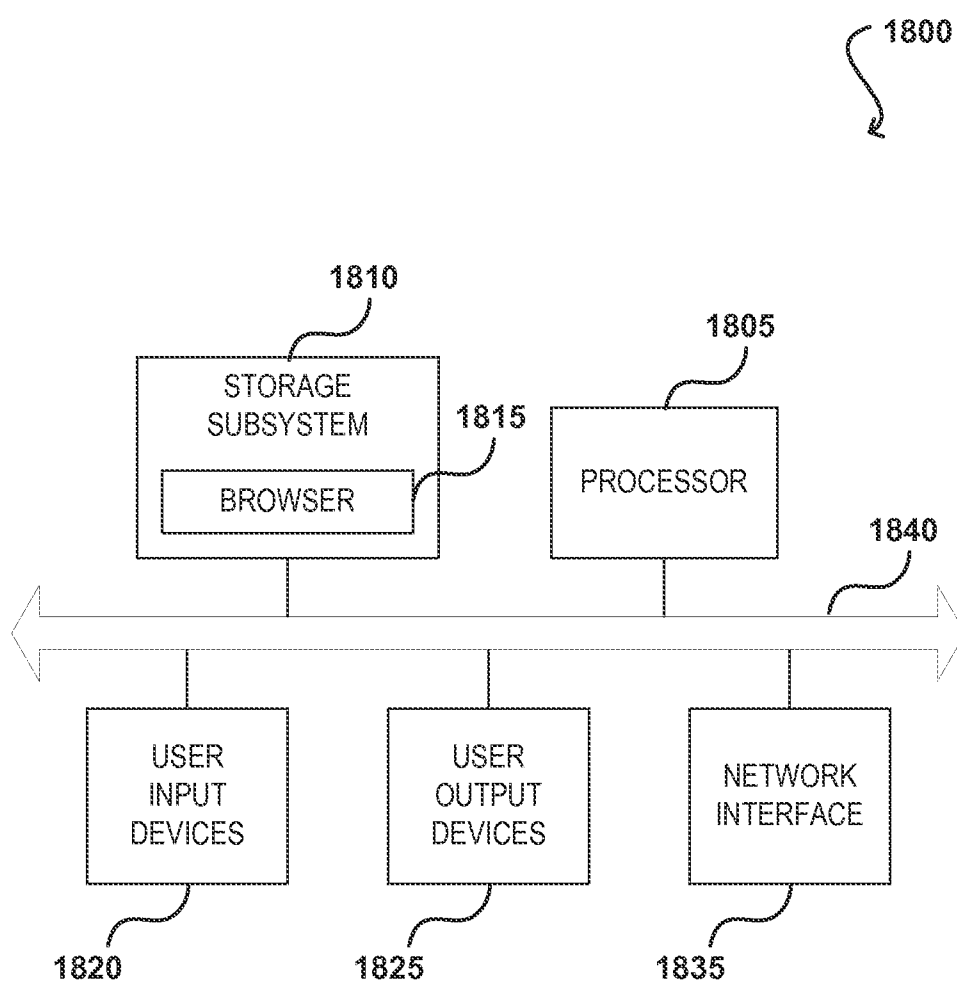 1800
1810
1805
STORAGE
SUBSYSTEM
1815
BROWSER
PROCESSOR
1840
USER
INPUT
DEVICES
USER
OUTPUT
DEVICES
NETWORK
INTERFACE
1820
1825
1835